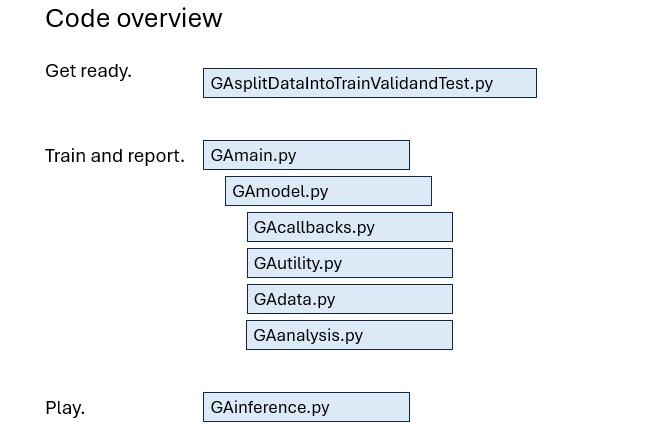 Code overview
Get ready.
GAsplitDataIntoTrainValidandTest.py
Train and report.
GAmain.py
GAmodel.py
GAcallbacks.py
GAutility.py
GAdata.py
GAanalysis.py
Play.
GAinference.py